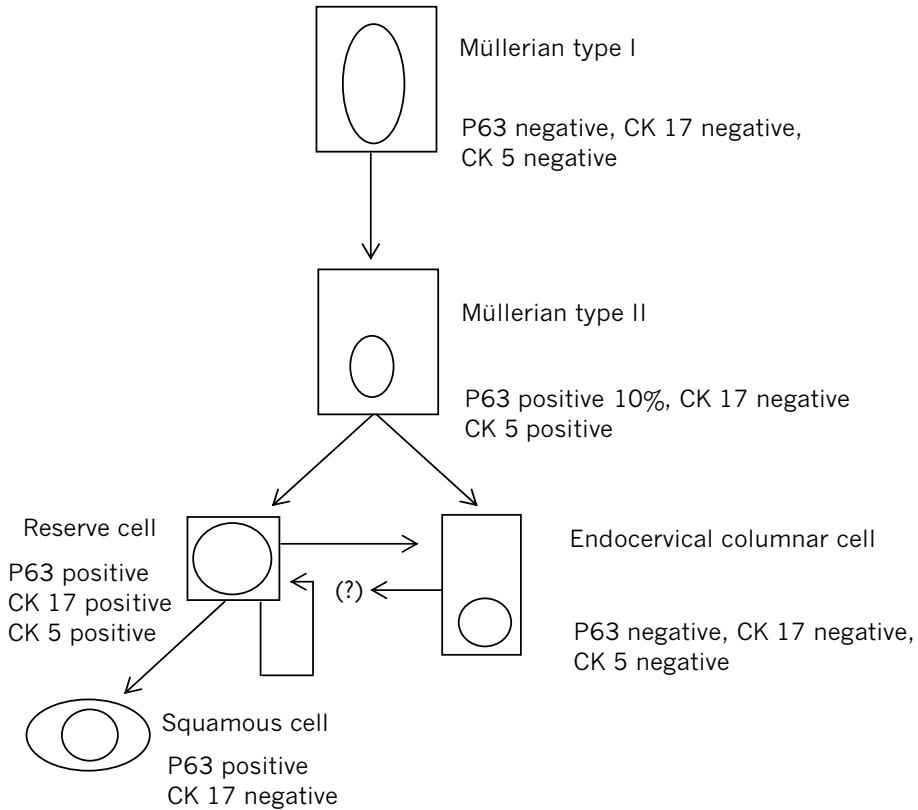 Müllerian type I
P63 negative, CK 17 negative,
CK 5 negative
Müllerian type II
P63 positive 10%, CK 17 negative
CK 5 positive
Reserve cell
P63 positive
CK 17 positive
CK 5 positive
(?)
Endocervical columnar cell
P63 negative, CK 17 negative,
CK 5 negative
Squamous cell
P63 positive
CK 17 negative